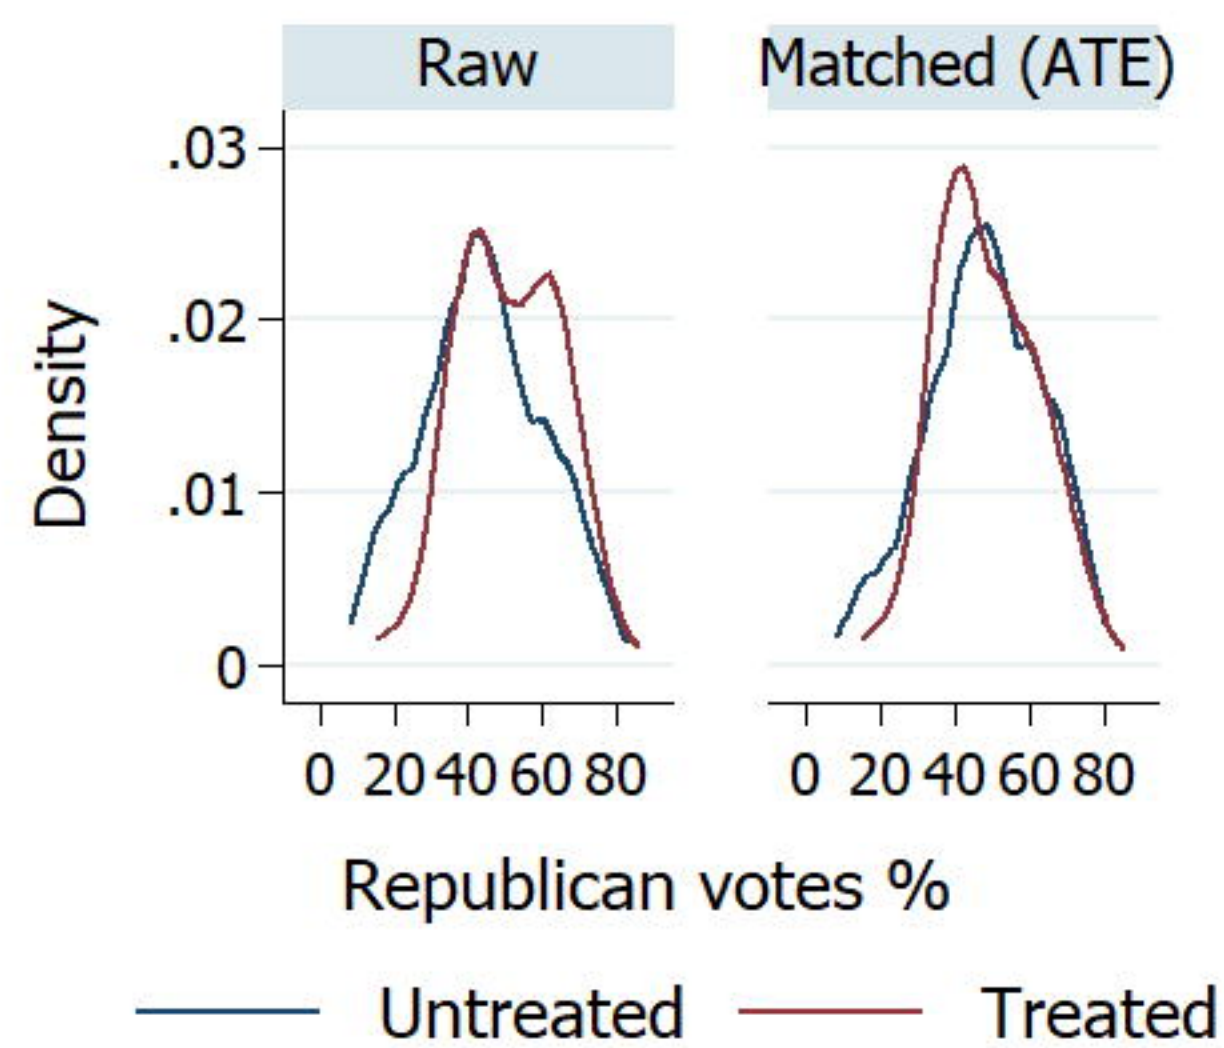 Raw
Matched (ATE)
Density
.03
.02
.01
0
0 20 40 60 80
0 20 40 60 80
Republican votes %
Untreated
Treated